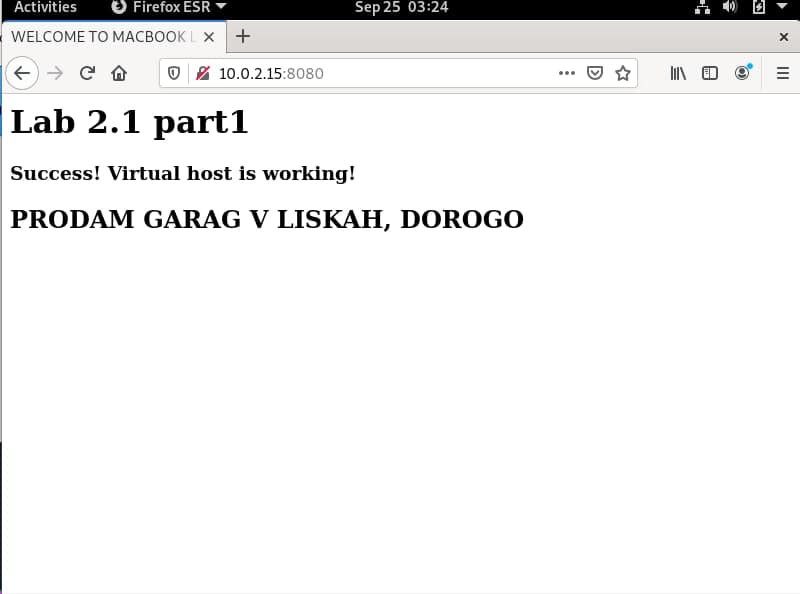 Activities Firefox ESR Sep 25 03:24
WELCOME TO MACBOOK
10.0.2.15:8080
Lab 2.1 part1
Success! Virtual host is working!
PRODAM GARAG V LISKAH, DOROGO